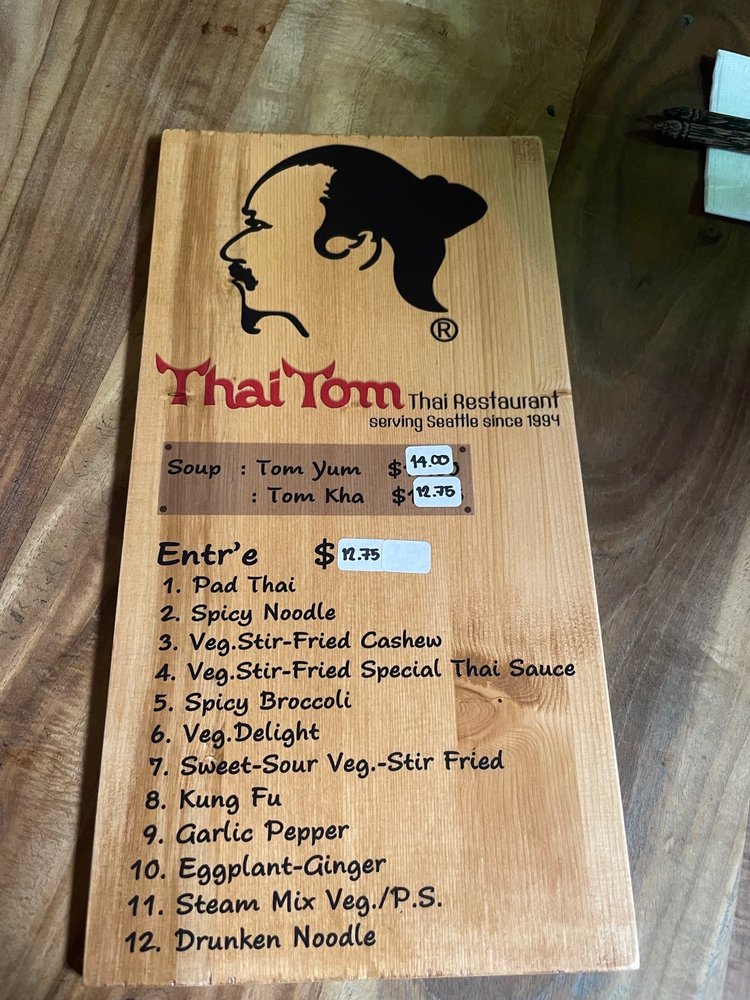 ®
Thai Tom Thai Restaurant
serving Seattle since 1994
Soup : Tom Yum $14.00
: Tom Kha $12.75
Entr'e $12.75
1. Pad Thai
2. Spicy Noodle
3. Veg.Stir-Fried Cashew
4. Veg.Stir-Fried Special Thai Sauce
5. Spicy Broccoli
6. Veg.Delight
7. Sweet-Sour Veg.-Stir Fried
8. Kung Fu
9. Garlic Pepper
10. Eggplant-Ginger
11. Steam Mix Veg./P.S.
12. Drunken Noodle